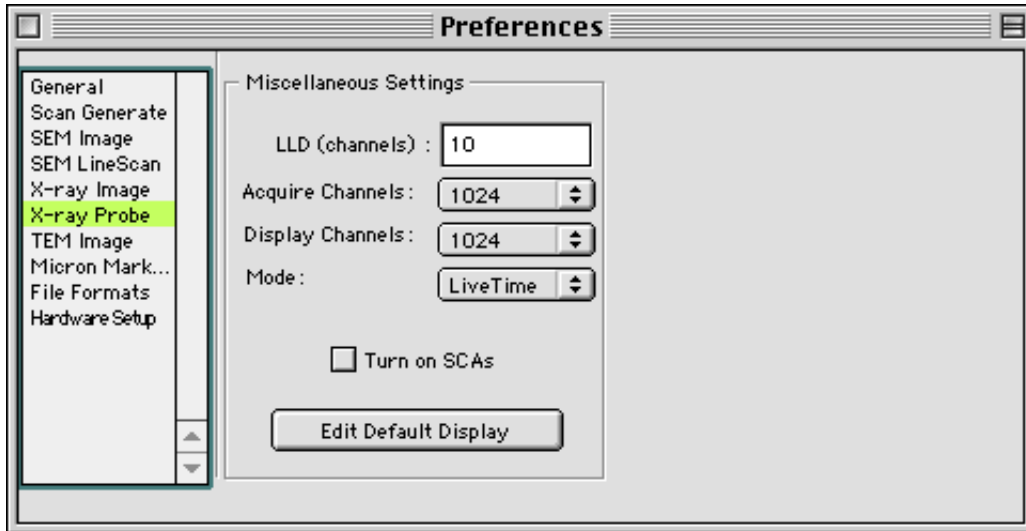 Preferences
General
Scan Generate
SEM Image
SEM LineScan
X-ray Image
X-ray Probe
TEM Image
Micron Mark...
File Formats
Hardware Setup
Miscellaneous Settings
LLD (channels) : 10
Acquire Channels: 1024
Display Channels: 1024
Mode: LiveTime
Turn on SCAs
Edit Default Display